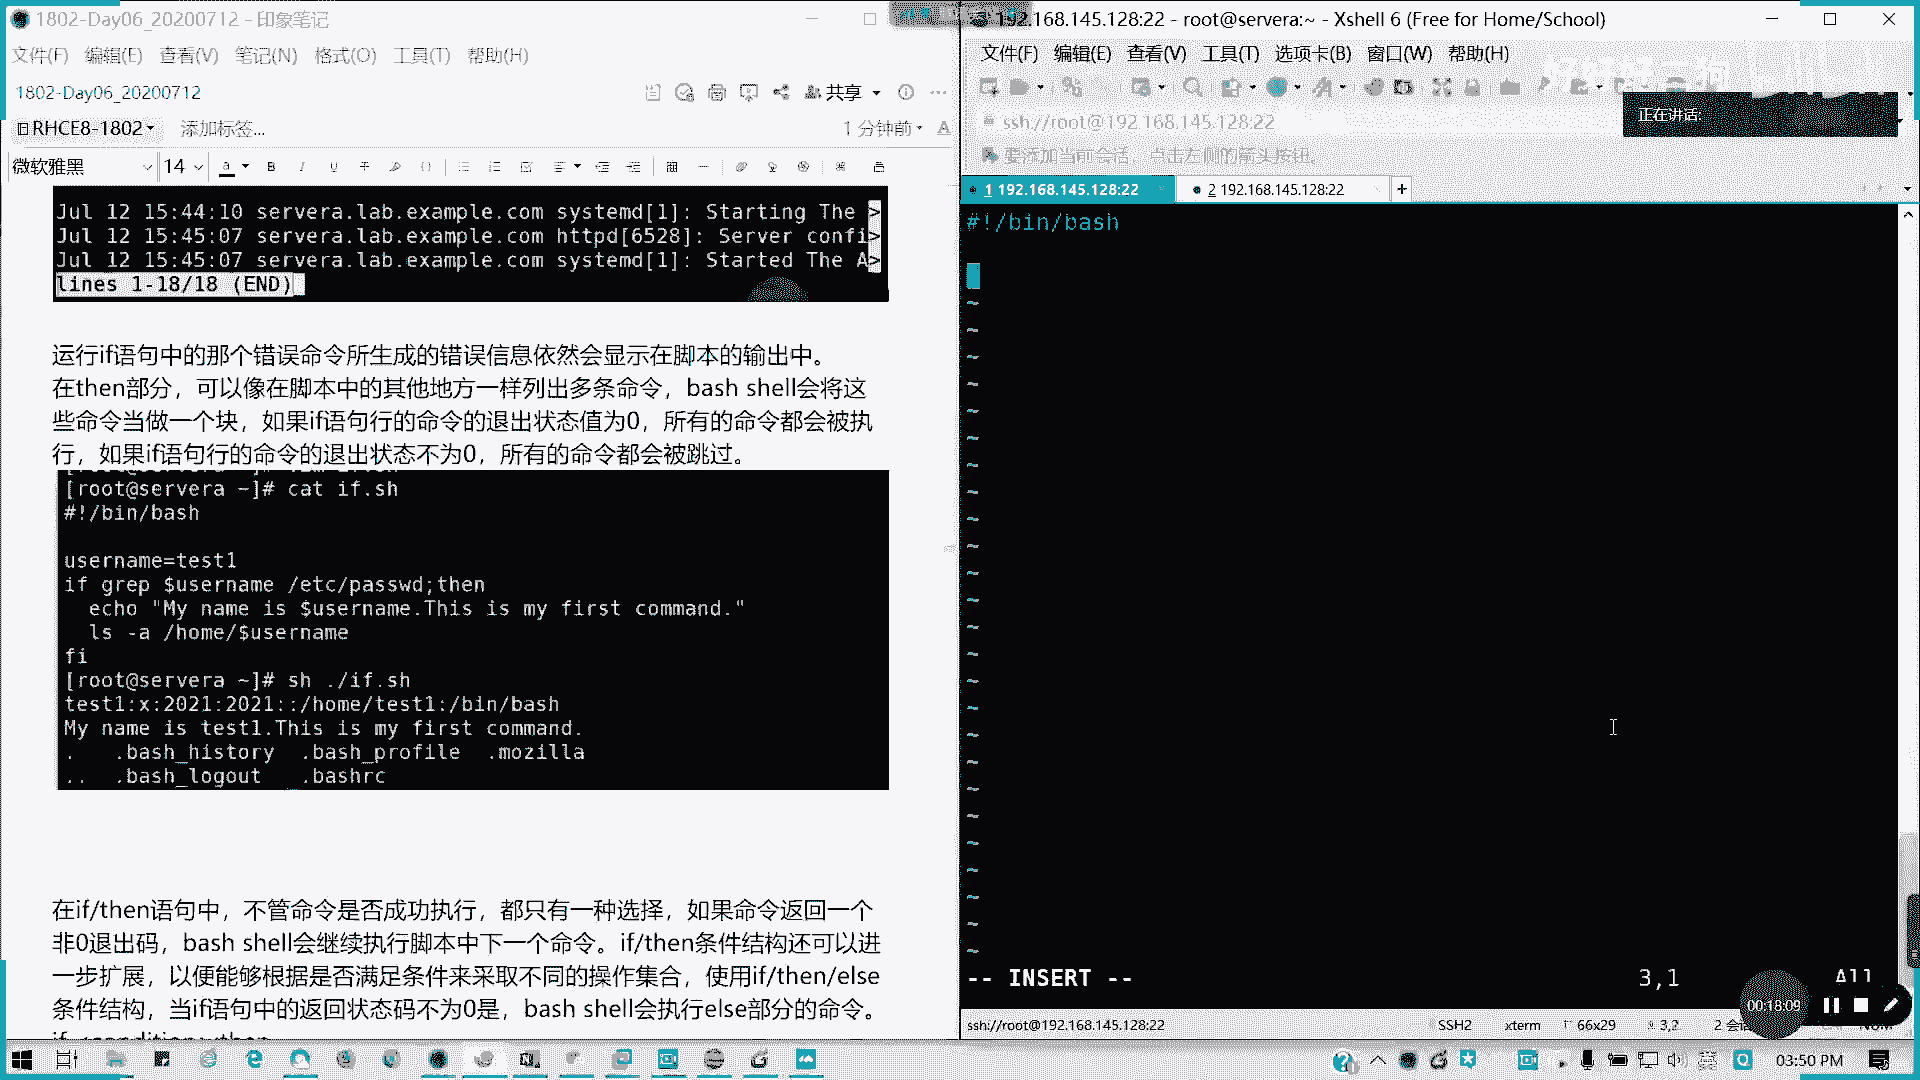 1802-Day06_20200712 - 印象笔记
文件(F) 编辑(E) 查看(V) 笔记(N) 格式(O) 工具(T) 帮助(H)
1802-Day06_20200712
共享
RHCE8-1802
添加标签...
1 分钟前
微软雅黑
14
Jul 12 15:44:10 servera.lab.example.com systemd[1]: Starting The >
Jul 12 15:45:07 servera.lab.example.com httpd[6528]: Server confi>
Jul 12 15:45:07 servera.lab.example.com systemd[1]: Started The A>
lines 1-18/18 (END)
运行if语句中的那个错误命令所生成的错误信息依然会显示在脚本的输出中。
在then部分，可以像在脚本中的其他地方一样列出多条命令，bash shell会将这
些命令当做一个块，如果if语句行的命令的退出状态值为0，所有的命令都会被执
行，如果if语句行的命令的退出状态不为0，所有的命令都会被跳过。
[root@servera ~]# cat if.sh
#!/bin/bash
username=test1
if grep $username /etc/passwd;then
echo "My name is $username.This is my first command."
ls -a /home/$username
fi
[root@servera ~]# sh ./if.sh
test1:x:2021:2021::/home/test1:/bin/bash
My name is test1.This is my first command.
. .bash_history .bash_profile .mozilla
.. .bash_logout .bashrc
在if/then语句中，不管命令是否成功执行，都只有一种选择，如果命令返回一个
非0退出码，bash shell会继续执行脚本中下一个命令。if/then条件结构还可以进
一步扩展，以便能够根据是否满足条件来采取不同的操作集合，使用if/then/else
条件结构，当if语句中的返回状态码不为0是，bash shell会执行else部分的命令。
192.168.145.128:22 - root@servera:~ - Xshell 6 (Free for Home/School)
文件(F) 编辑(E) 查看(V) 工具(T) 选项卡(B) 窗口(W) 帮助(H)
正在讲话:
ssh://root@192.168.145.128:22
要添加当前会话，点击左侧的箭头按钮。
1 192.168.145.128:22
2 192.168.145.128:22
#!/bin/bash
-- INSERT --
3,1
All
00:18:09
ssh://root@192.168.145.128:22
SSH2
xterm
66x29
3,2
03:50 PM